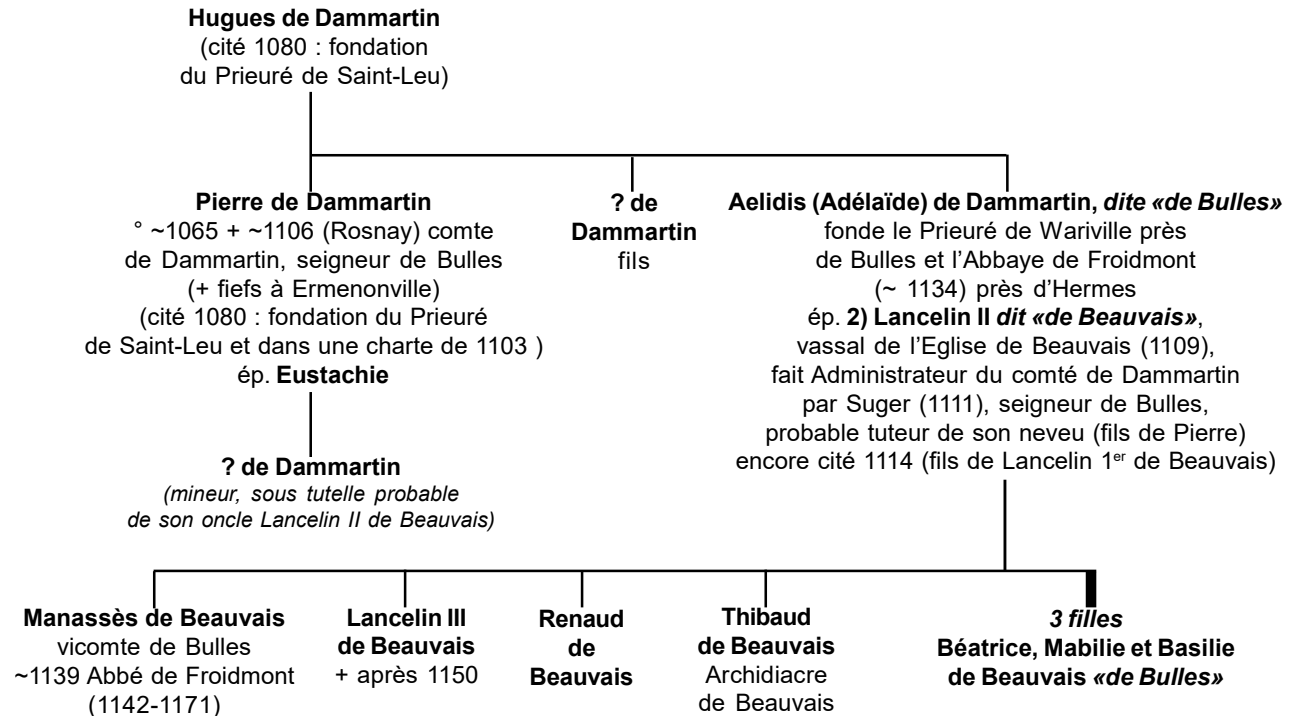 Hugues de Dammartin
(cité 1080 : fondation
du Prieuré de Saint-Leu)
Pierre de Dammartin
° ~1065 + ~1106 (Rosnay) comte
de Dammartin, seigneur de Bulles
(+ fiefs à Ermenonville)
(cité 1080 : fondation du Prieuré
de Saint-Leu et dans une charte de 1103 )
ép. Eustachie
? de
Dammartin
fils
Aelidis (Adélaïde) de Dammartin, dite «de Bulles»
fonde le Prieuré de Wariville près
de Bulles et l’Abbaye de Froidmont
(~ 1134) près d’Hermes
ép. 2) Lancelin II dit «de Beauvais»,
vassal de l’Eglise de Beauvais (1109),
fait Administrateur du comté de Dammartin
par Suger (1111), seigneur de Bulles,
probable tuteur de son neveu (fils de Pierre)
encore cité 1114 (fils de Lancelin 1er de Beauvais)
? de Dammartin
(mineur, sous tutelle probable
de son oncle Lancelin II de Beauvais)
Manassès de Beauvais
vicomte de Bulles
~1139 Abbé de Froidmont
(1142-1171)
Lancelin III
de Beauvais
+ après 1150
Renaud
de
Beauvais
Thibaud
de Beauvais
Archidiacre
de Beauvais
3 filles
Béatrice, Mabilie et Basilie
de Beauvais «de Bulles»